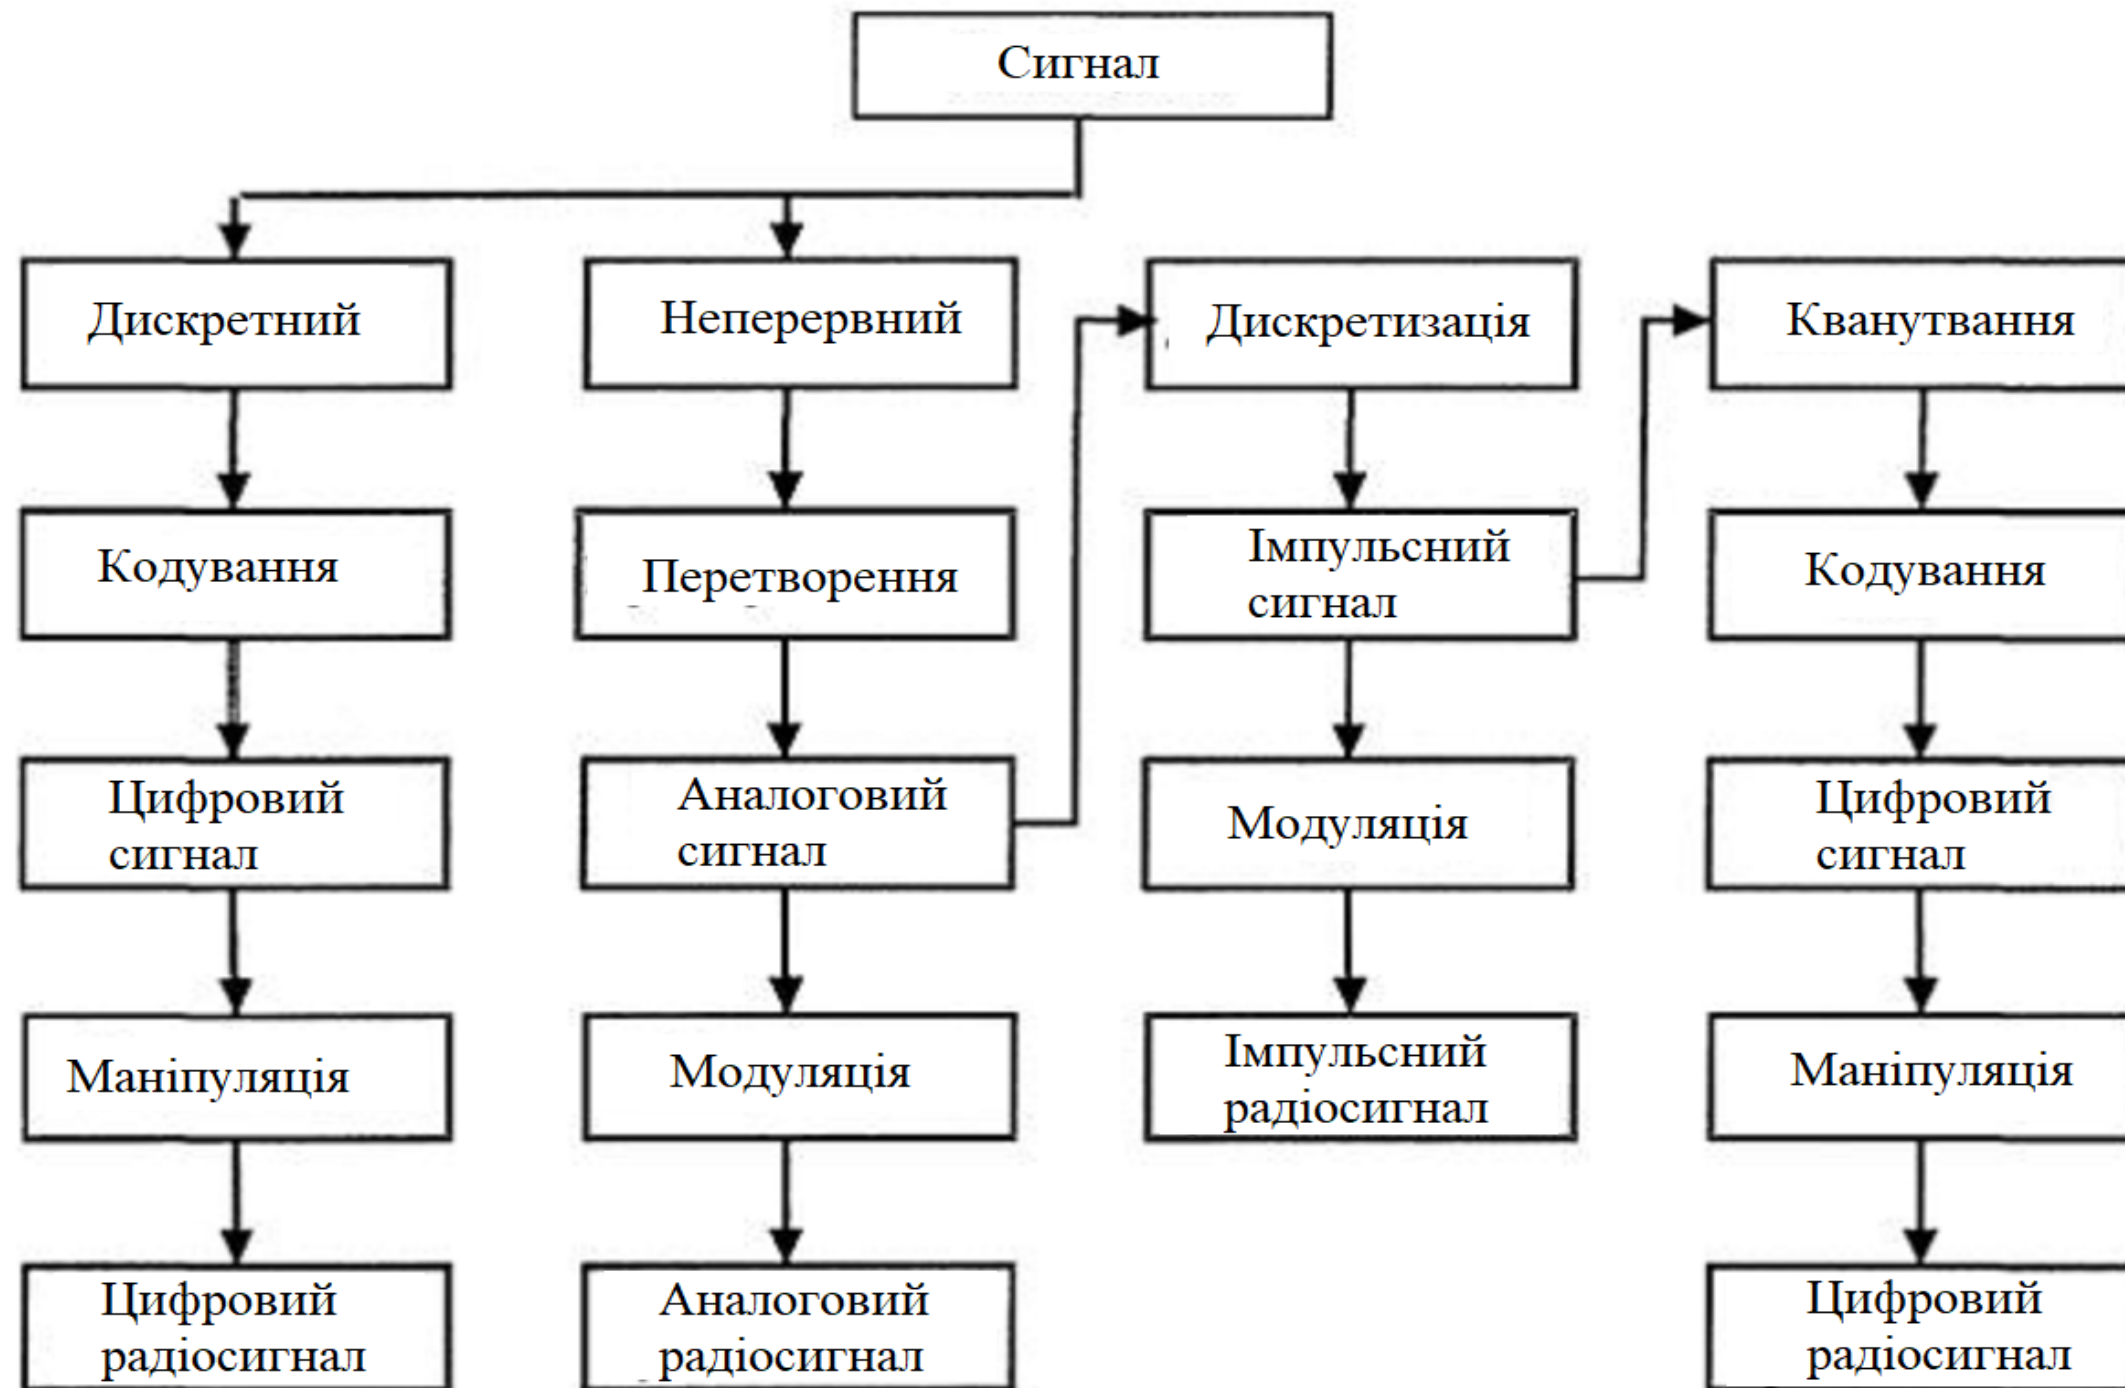 Сигнал
Дискретний
Неперервний
Дискретизація
Кванутвання
Кодування
Перетворення
Імпульсний
сигнал
Кодування
Цифровий
сигнал
Аналоговий
сигнал
Модуляція
Цифровий
сигнал
Маніпуляція
Модуляція
Імпульсний
радіосигнал
Маніпуляція
Цифровий
радіосигнал
Аналоговий
радіосигнал
Цифровий
радіосигнал